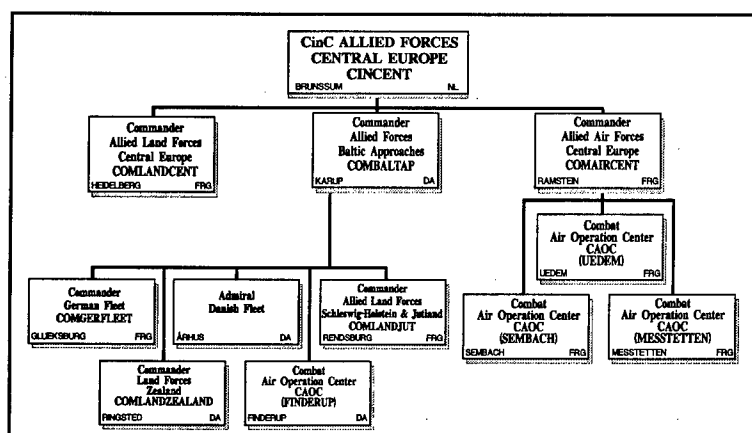 CinC ALLIED FORCES
CENTRAL EUROPE
CINCENT
BRUNSSUM NL
Commander
Allied Land Forces
Central Europe
COMLANDCENT
HEIDELBERG FRG
Commander
Allied Forces
Baltic Approaches
COMBALTAP
KARUP DA
Commander
Allied Air Forces
Central Europe
COMAIRCENT
RAMSTEIN FRG
Combat
Air Operation Center
CAOC
(UEDEM)
UEDEM FRG
Commander
German Fleet
COMGERFLEET
GLUEKSBURG FRG
Admiral
Danish Fleet
ÅRHUS DA
Commander
Allied Land Forces
Schleswig-Holstein & Jutland
COMLANDJUT
RENDSBURG FRG
Combat
Air Operation Center
CAOC
(SEMBACH)
SEMBACH FRG
Combat
Air Operation Center
CAOC
(MESSTETTEN)
MESSTETTEN FRG
Commander
Land Forces
Zealand
COMLANDZEALAND
RINGSTED DA
Combat
Air Operation Center
CAOC
(FINDERUP)
FINDERUP DA